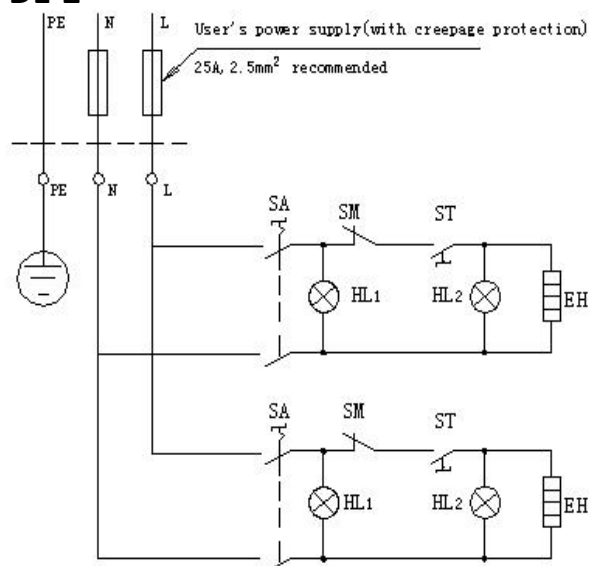 PE N L User's power supply(with creepage protection)
25A, 2.5mm² recommended
PE N L
SA SM ST
HL1 HL2 EH
SA SM ST
HL1 HL2 EH